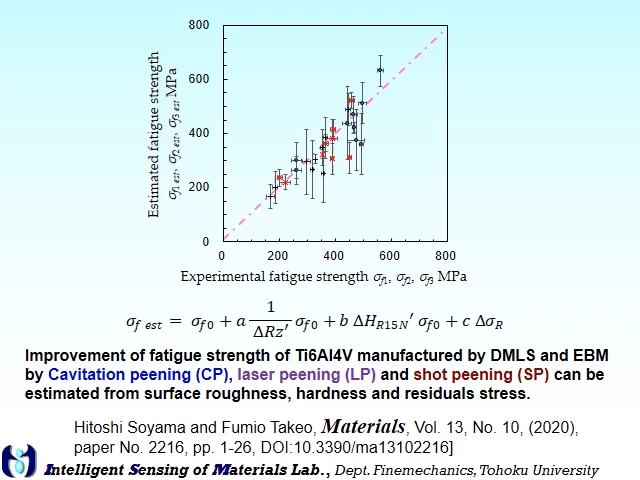 800
600
400
200
0
0 200 400 600 800
Estimated fatigue strength
σf1 est, σf2 est, σf3 est MPa
Experimental fatigue strength σf1, σf2, σf3 MPa
σf est = σf0 + a 1/ΔRz′ σf0 + b ΔHR15N′ σf0 + c ΔσR
Improvement of fatigue strength of Ti6Al4V manufactured by DMLS and EBM
by Cavitation peening (CP), laser peening (LP) and shot peening (SP) can be
estimated from surface roughness, hardness and residuals stress.
Hitoshi Soyama and Fumio Takeo, Materials, Vol. 13, No. 10, (2020),
paper No. 2216, pp. 1-26, DOI:10.3390/ma13102216]
Intelligent Sensing of Materials Lab., Dept. Finemechanics, Tohoku University